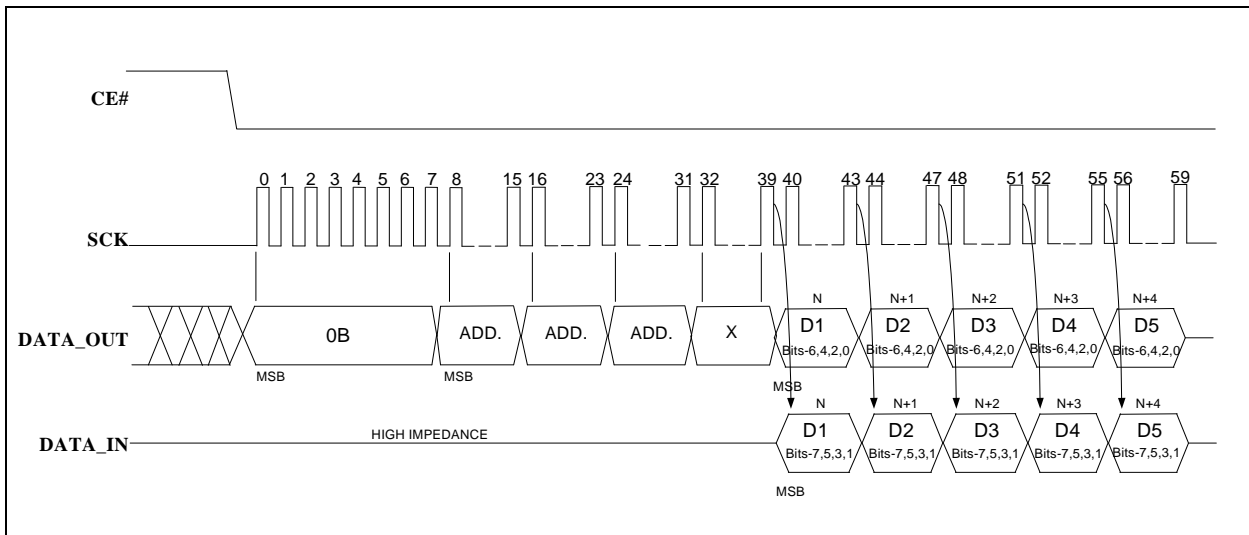 CE#
0 1 2 3 4 5 6 7 8 15 16 23 24 31 32 39 40 43 44 47 48 51 52 55 56 59
SCK
N N+1 N+2 N+3 N+4
DATA_OUT 0B ADD. ADD. ADD. X D1 D2 D3 D4 D5
Bits-6,4,2,0 Bits-6,4,2,0 Bits-6,4,2,0 Bits-6,4,2,0 Bits-6,4,2,0
MSB MSB MSB
N N+1 N+2 N+3 N+4
DATA_IN HIGH IMPEDANCE D1 D2 D3 D4 D5
Bits-7,5,3,1 Bits-7,5,3,1 Bits-7,5,3,1 Bits-7,5,3,1 Bits-7,5,3,1
MSB